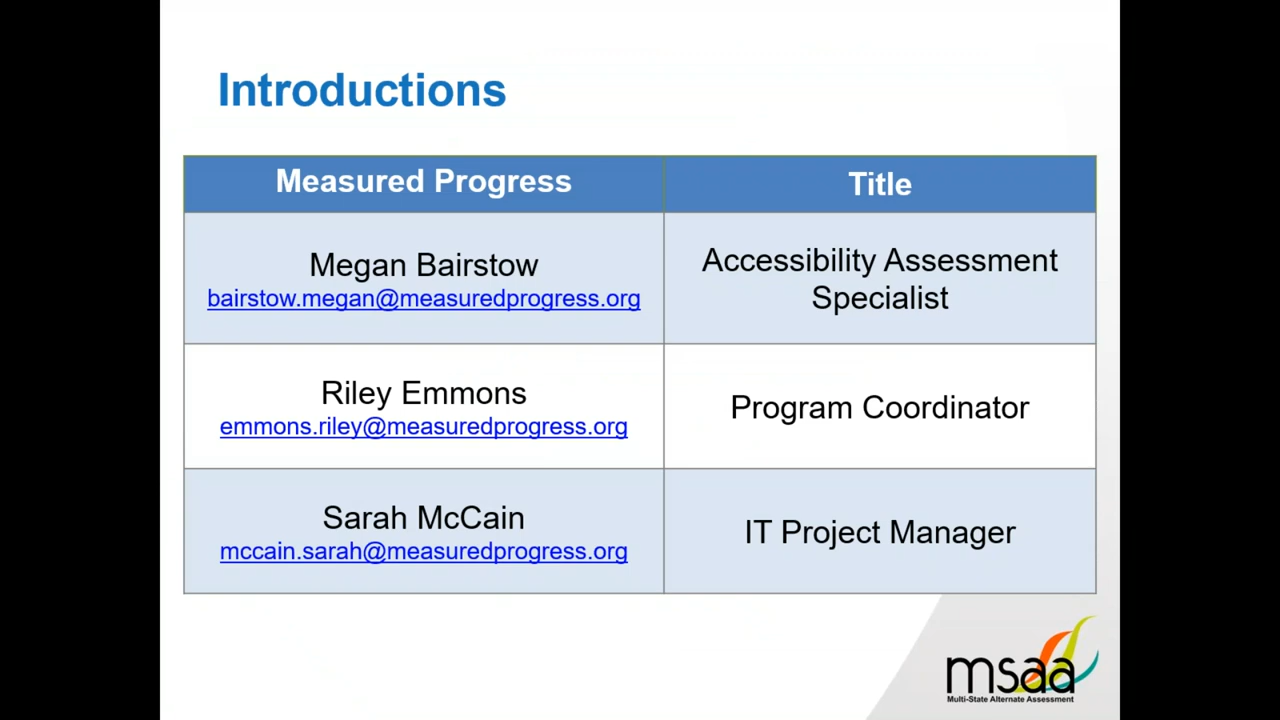 Introductions
Measured Progress
Title
Megan Bairstow
bairstow.megan@measuredprogress.org
Accessibility Assessment
Specialist
Riley Emmons
emmons.riley@measuredprogress.org
Program Coordinator
Sarah McCain
mccain.sarah@measuredprogress.org
IT Project Manager
msaa
Multi-State Alternate Assessment